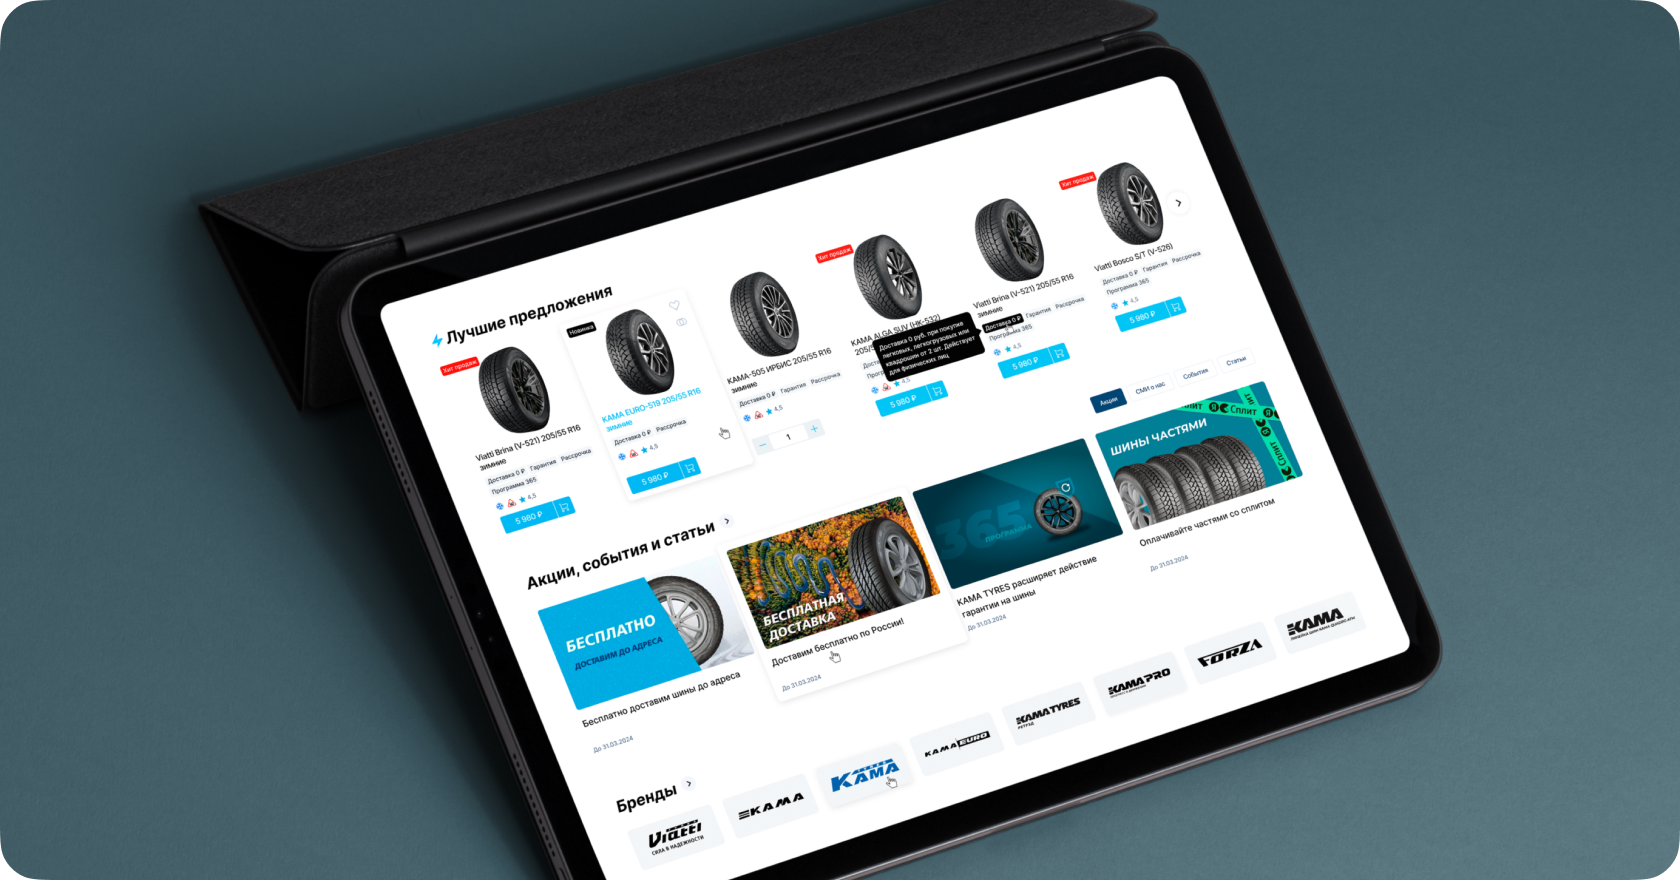 Лучшие предложения
Хит продаж
Viatti Brina (V-521) 205/55 R16
зимние
Доставка 0 ₽ Гарантия Рассрочка
Программа 365
4,5
5 980 ₽
Новинка
KAMA EURO-519 205/55 R16
зимние
Доставка 0 ₽ Рассрочка
4,5
5 980 ₽
КАМА-505 ИРБИС 205/55 R16
зимние
Доставка 0 ₽ Гарантия Рассрочка
4,5
− 1 +
Хит продаж
KAMA ALGA SUV (НК-532)
205/
Доста
Прог
4,5
5 980 ₽
Доставка 0 руб. при покупке
легковых, легкогрузовых или
квадрошин от 2 шт. Действует
для физических лиц
Viatti Brina (V-521) 205/55 R16
зимние
Доставка 0 ₽ Гарантия Рассрочка
Программа 365
4,5
5 980 ₽
Хит продаж
Viatti Bosco S/T (V-526)
Доставка 0 ₽ Гарантия Рассрочка
Программа 365
4,5
5 980 ₽
Акции, события и статьи
Акции СМИ о нас События Статьи
БЕСПЛАТНО
ДОСТАВИМ ДО АДРЕСА
Бесплатно доставим шины до адреса
До 31.03.2024
БЕСПЛАТНАЯ
ДОСТАВКА
Доставим бесплатно по России!
До 31.03.2024
365
ПРОГРАММА
KAMA TYRES расширяет действие
гарантии на шины
До 31.03.2024
ШИНЫ ЧАСТЯМИ
Сплит
Оплачивайте частями со сплитом
До 31.03.2024
Бренды
Viatti
СИЛА В НАДЕЖНОСТИ
KAMA
KAMA
KAMA EURO
KAMA TYRES
KAMA PRO
FORZA
KAMA